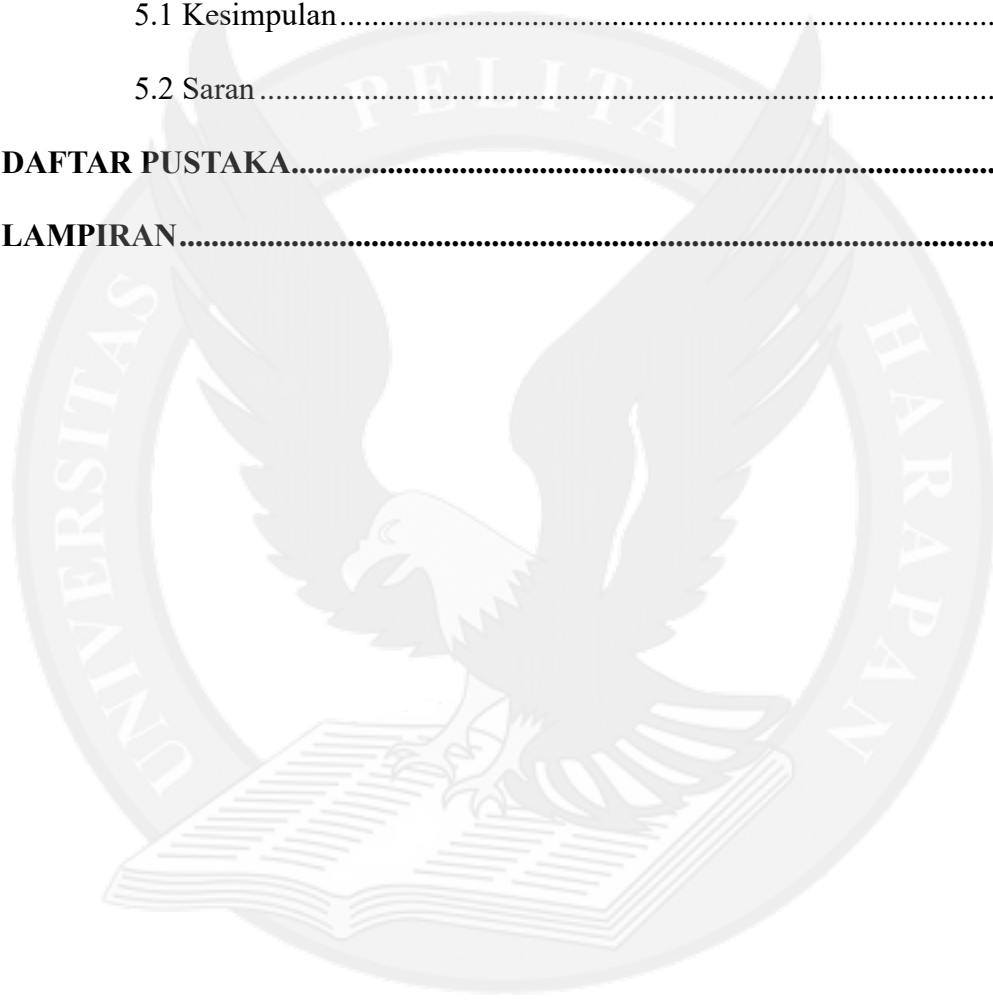 5.1 Kesimpulan....................................................................................
5.2 Saran..............................................................................................
DAFTAR PUSTAKA.........................................................................................
LAMPIRAN.......................................................................................................
UNIVERSITAS PELITA HARAPAN